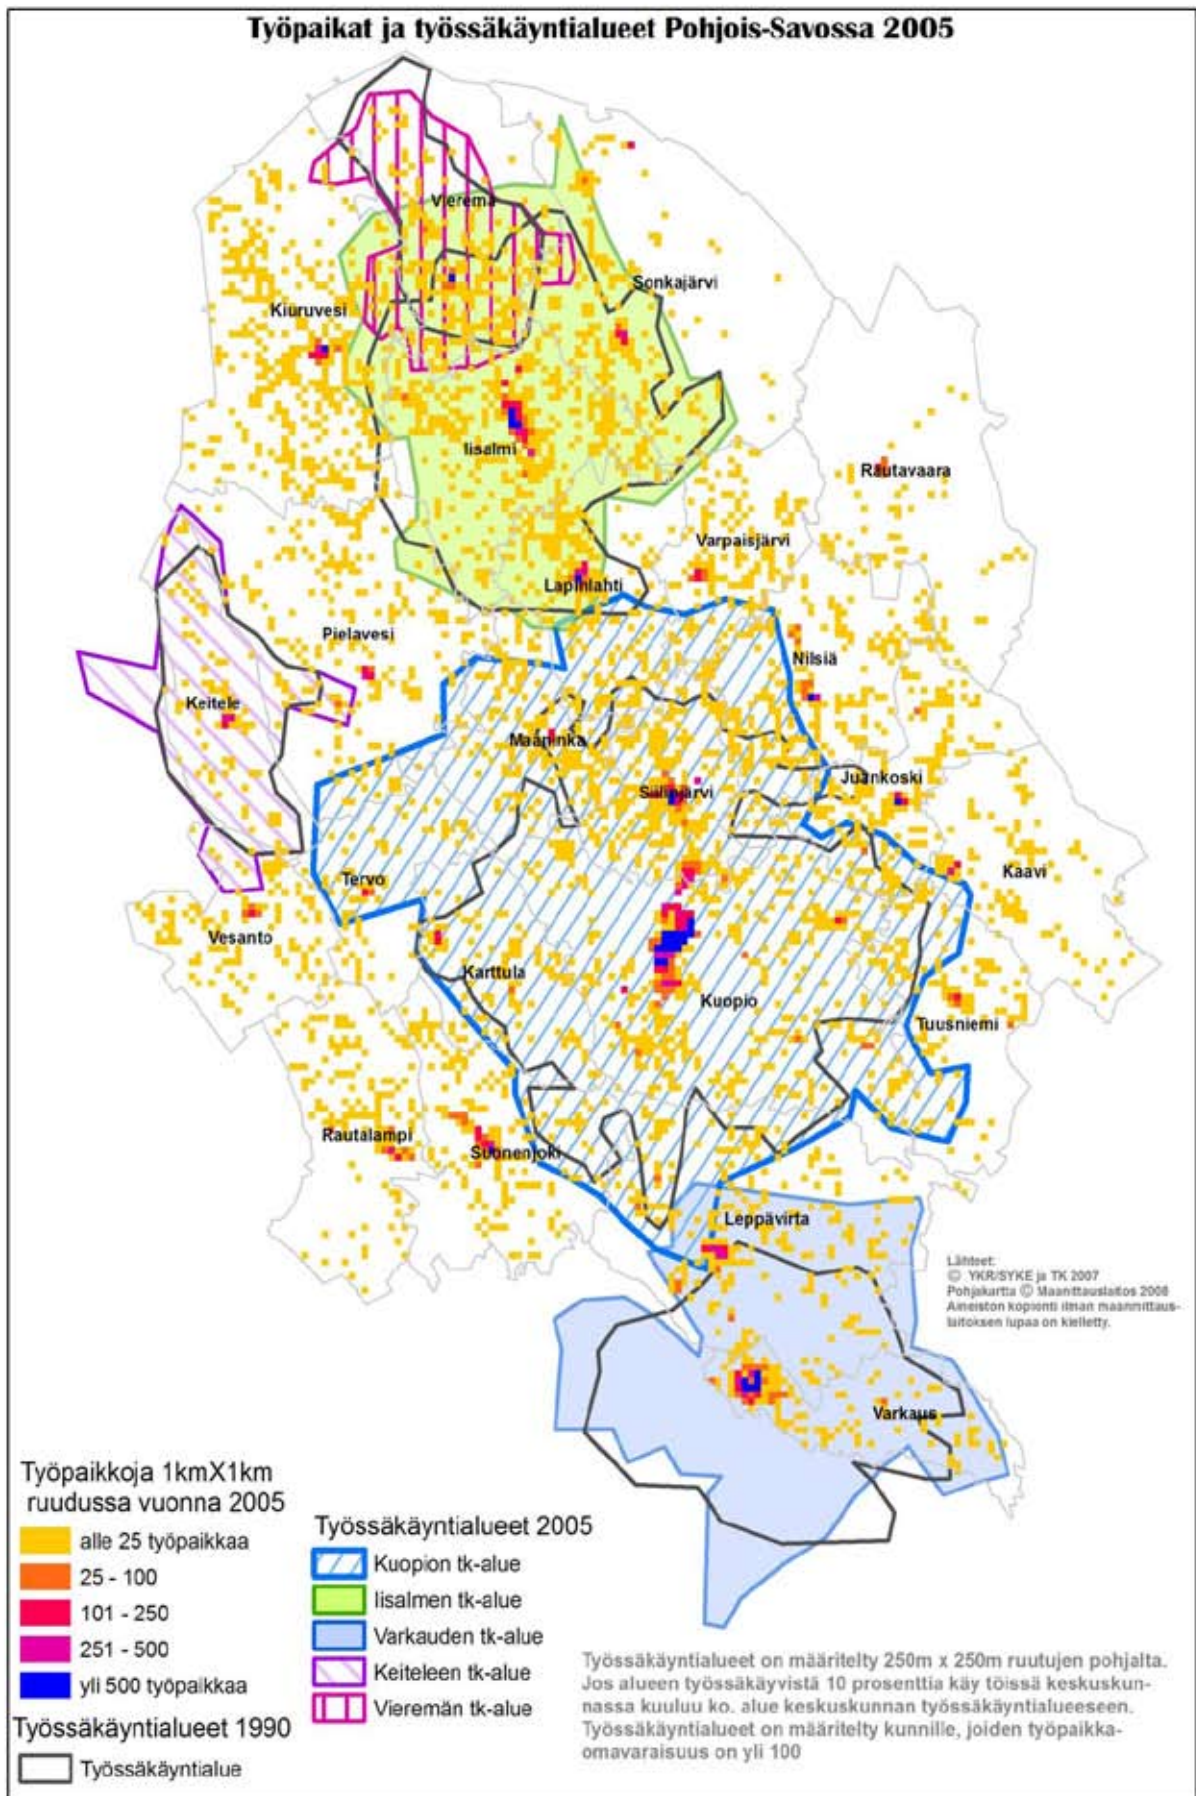 Työpaikat ja työssäkäyntialueet Pohjois-Savossa 2005
Vieremä
Sonkajärvi
Kiuruvesi
Iisalmi
Rautavaara
Varpaisjärvi
Lapinlahti
Pielavesi
Nilsiä
Keitele
Maaninka
Juankoski
Siilinjärvi
Kaavi
Tervo
Vesanto
Karttula
Kuopio
Tuusniemi
Rautalampi
Suonenjoki
Leppävirta
Lähteet:
© YKR/SYKE ja TK 2007
Pohjakartta © Maanittauslaitos 2008
Aineiston kopionti ilman maanmittaus-
laitoksen lupaa on kielletty.
Varkaus
Työpaikkoja 1kmX1km
ruudussa vuonna 2005
alle 25 työpaikkaa
25 - 100
101 - 250
251 - 500
yli 500 työpaikkaa
Työssäkäyntialueet 1990
Työssäkäyntialue
Työssäkäyntialueet 2005
Kuopion tk-alue
Iisalmen tk-alue
Varkauden tk-alue
Keiteleen tk-alue
Vieremän tk-alue
Työssäkäyntialueet on määritelty 250m x 250m ruutujen pohjalta.
Jos alueen työssäkäyvistä 10 prosenttia käy töissä keskuskun-
nassa kuuluu ko. alue keskuskunnan työssäkäyntialueeseen.
Työssäkäyntialueet on määritelty kunnille, joiden työpaikka-
omavaraisuus on yli 100